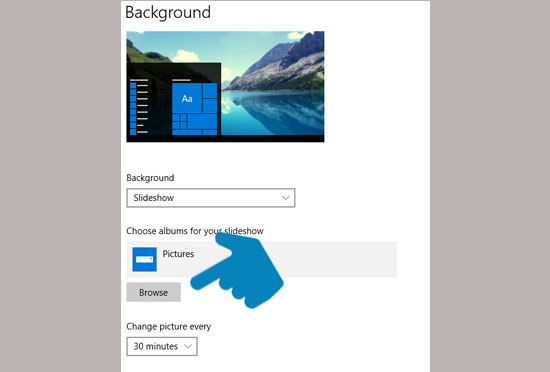 Background
Aa
Background
Slideshow
Choose albums for your slideshow
Pictures
Browse
Change picture every
30 minutes